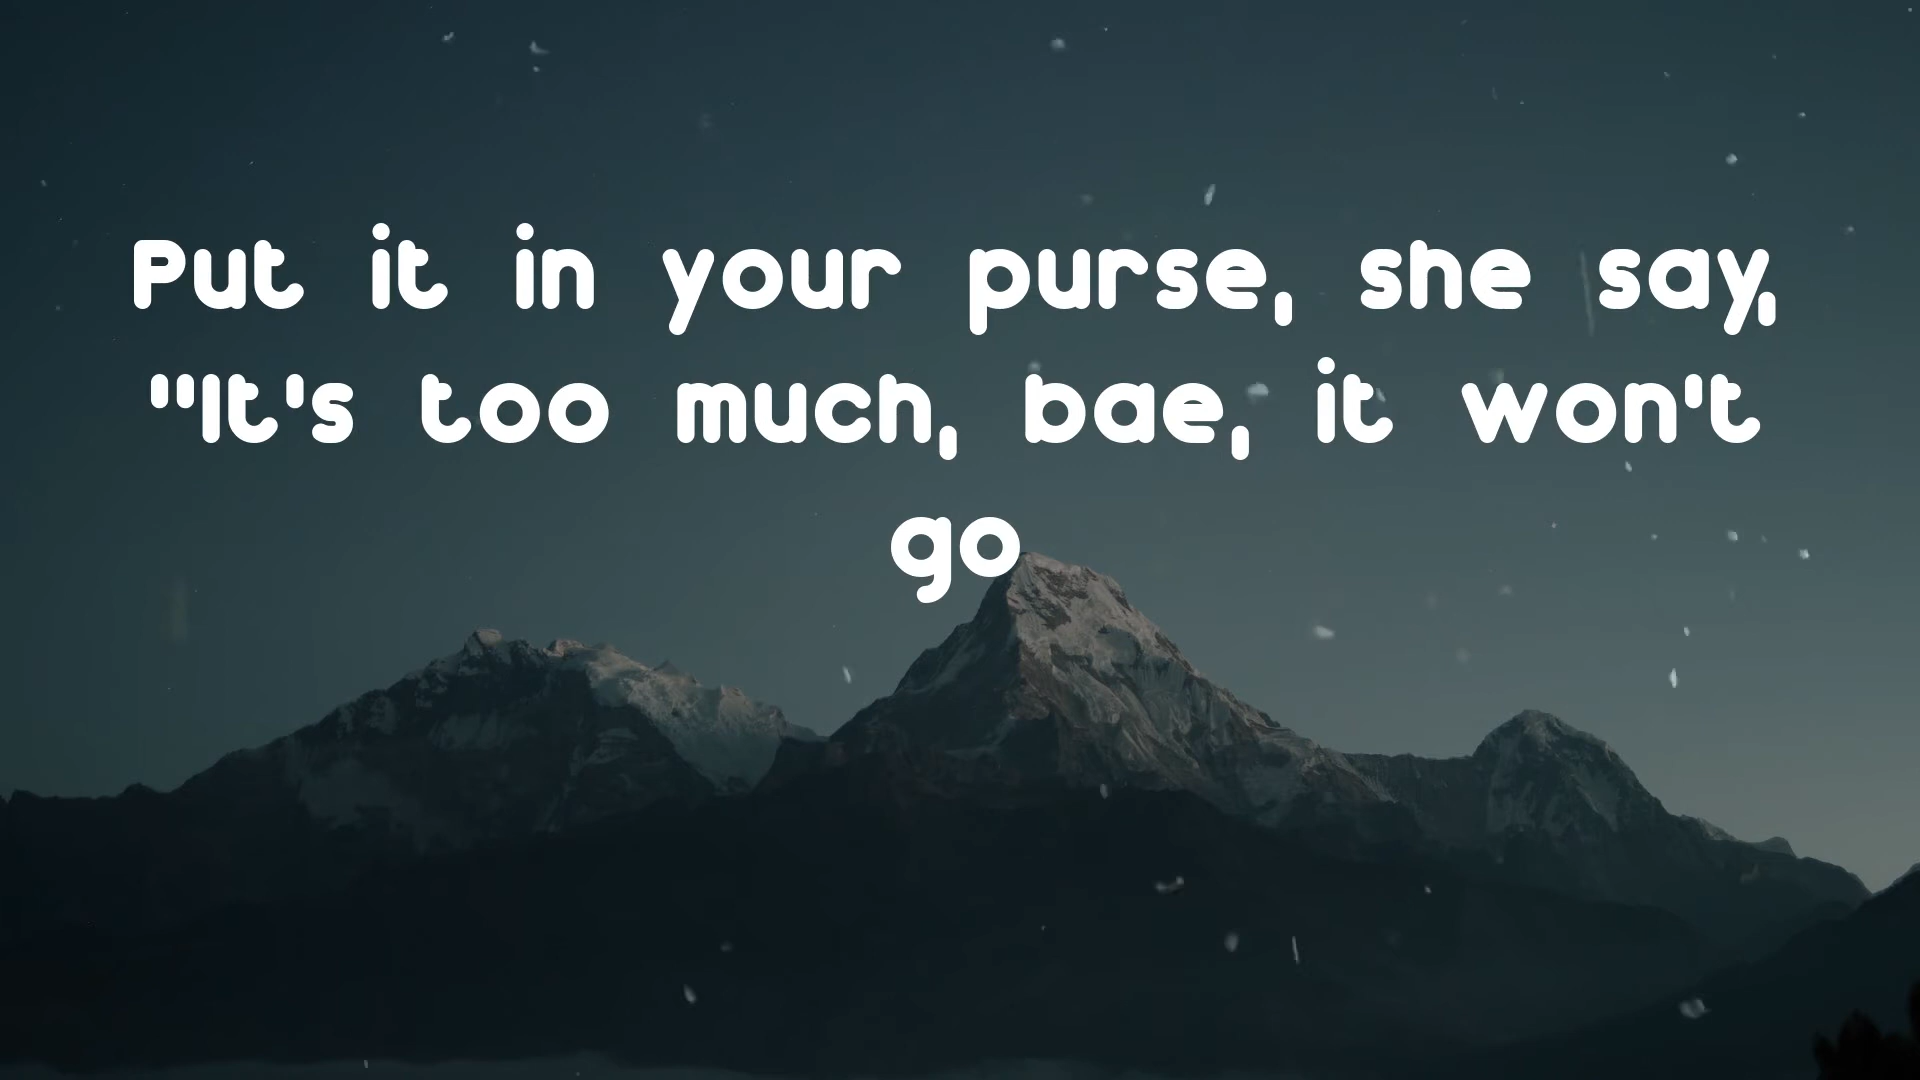 Put it in your purse, she say,
"It's too much, bae, it won't
go